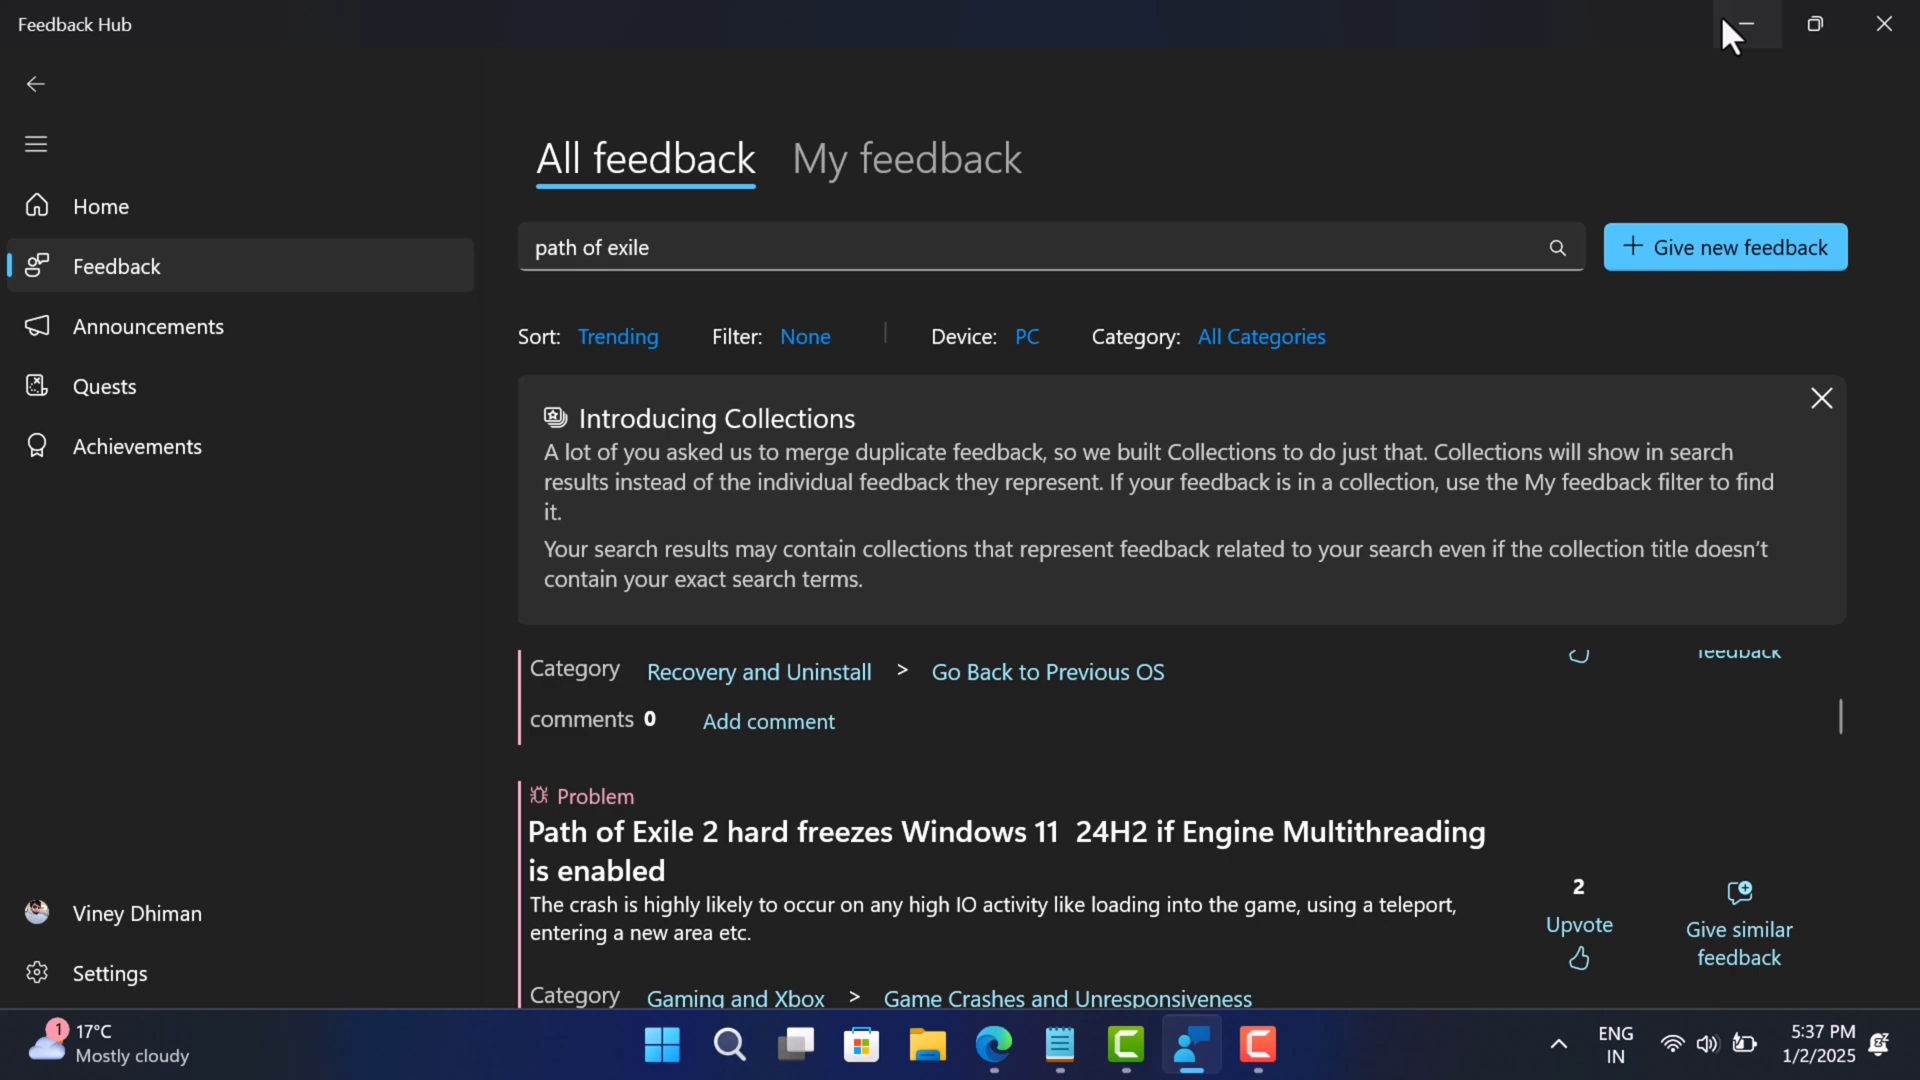 Feedback Hub
Home
Feedback
Announcements
Quests
Achievements
Viney Dhiman
Settings
All feedback My feedback
path of exile
Give new feedback
Sort: Trending Filter: None Device: PC Category: All Categories
Introducing Collections
A lot of you asked us to merge duplicate feedback, so we built Collections to do just that. Collections will show in search
results instead of the individual feedback they represent. If your feedback is in a collection, use the My feedback filter to find
it.
Your search results may contain collections that represent feedback related to your search even if the collection title doesn't
contain your exact search terms.
feedback
Category Recovery and Uninstall > Go Back to Previous OS
comments 0 Add comment
Problem
Path of Exile 2 hard freezes Windows 11 24H2 if Engine Multithreading
is enabled
The crash is highly likely to occur on any high IO activity like loading into the game, using a teleport,
entering a new area etc.
2
Upvote
Give similar
feedback
Category Gaming and Xbox > Game Crashes and Unresponsiveness
1
17°C
Mostly cloudy
ENG
IN
5:37 PM
1/2/2025